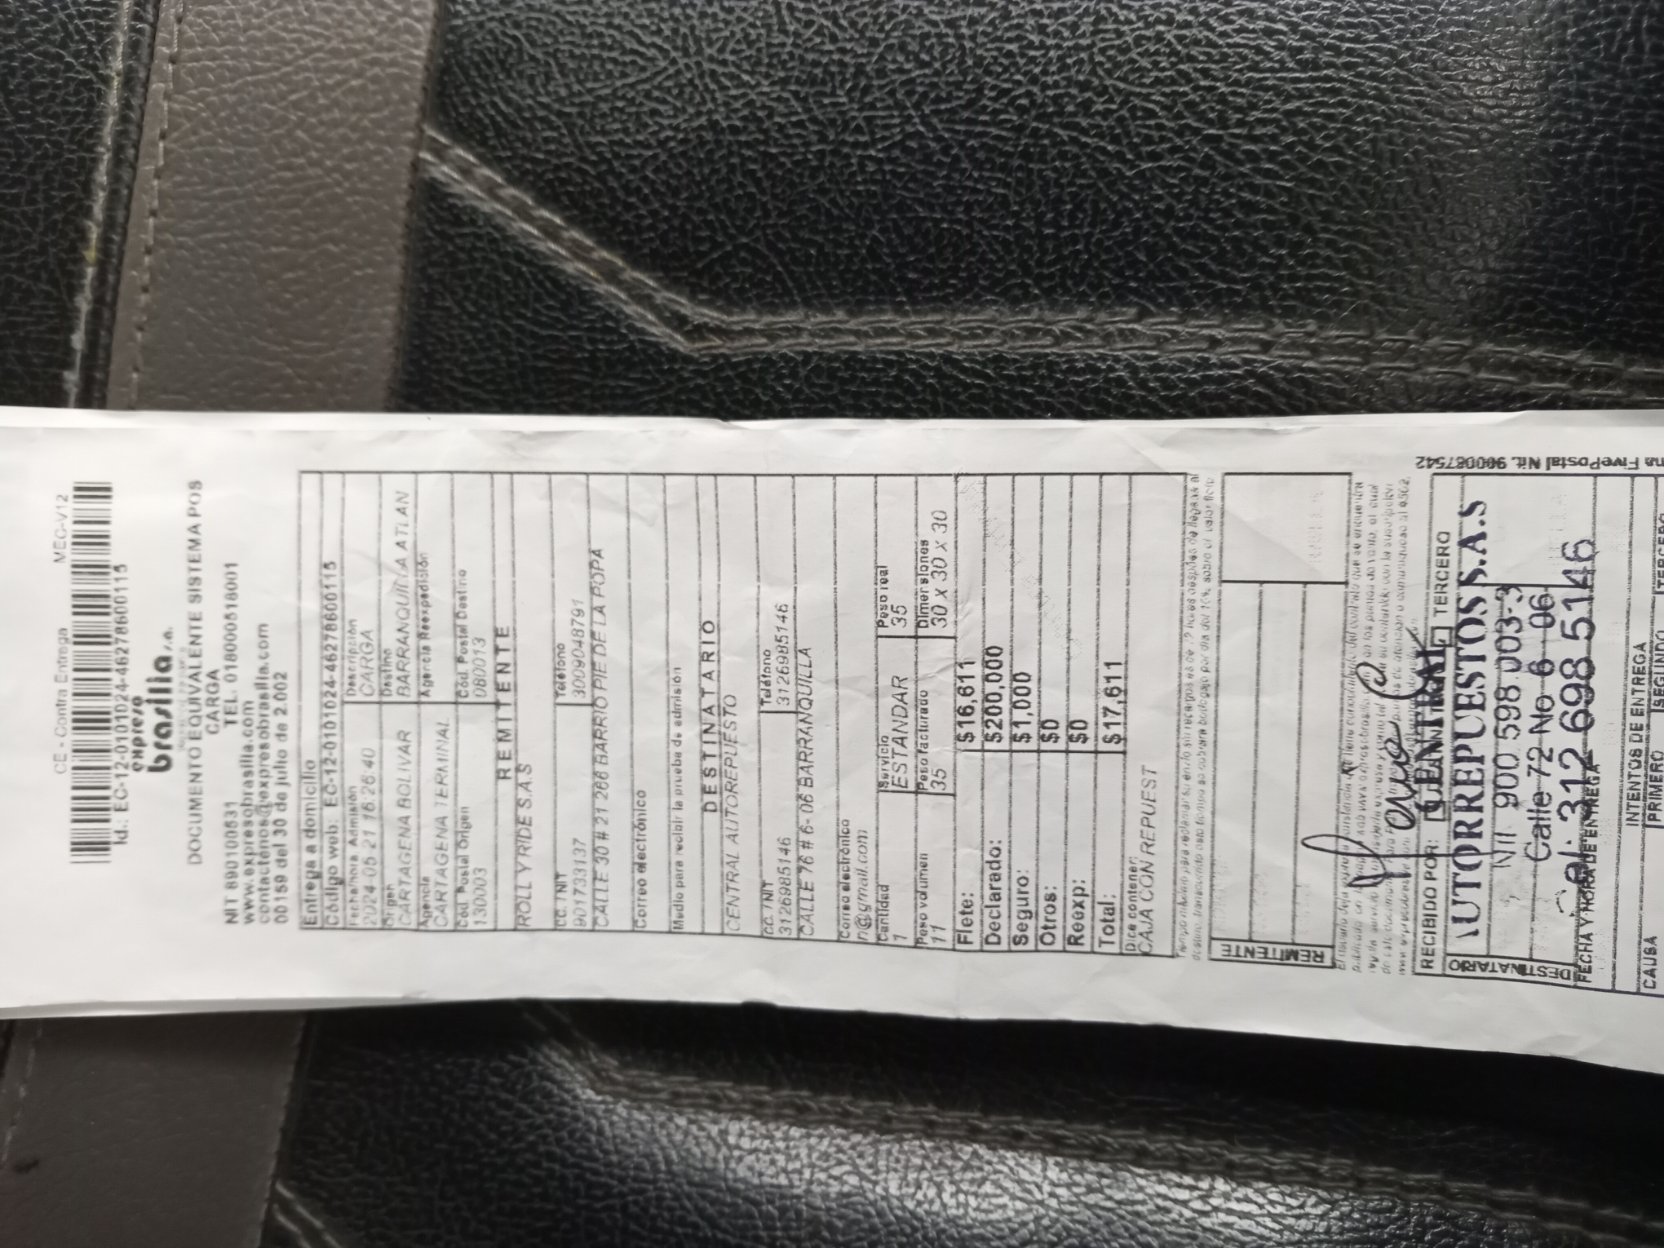 CE - Contra Entrega MEC-V12
Id.: EC-12-0101024-46278600115
expreso
brasilia s.a.
DOCUMENTO EQUIVALENTE SISTEMA POS
CARGA
NIT 890100531 TEL. 018000518001
www.expresobrasilia.com
contactenos@expresobrasilia.com
00159 del 30 de julio de 2.002
Entrega a domicilio
Código web: EC-12-0101024-46278600115
Fecha/Hora Admisión Descripción
2024-05-21 16:26:40 CARGA
Origen Destino
CARTAGENA BOLIVAR BARRANQUILLA ATLAN
Agencia Agencia Reexpedición
CARTAGENA TERMINAL
Cód. Postal Origen Cód. Postal Destino
130003 080013
REMITENTE
ROLL Y RIDE S.A.S
CC. / NIT Teléfono
901733137 3009048791
CALLE 30 # 21 266 BARRIO PIE DE LA POPA
Correo electrónico
Medio para recibir la prueba de admisión
DESTINATARIO
CENTRAL AUTOREPUESTO
CC. / NIT Teléfono
3126985146 3126985146
CALLE 76 # 6- 06 BARRANQUILLA
Correo electrónico
n@gmail.com
Cantidad Servicio Peso real
1 ESTANDAR 35
Peso volumen Peso facturado Dimensiones
11 35 30 x 30 x 30
Flete: $16,611
Declarado: $200,000
Seguro: $1,000
Otros: $0
Reexp: $0
Total: $17,611
Dice contener:
CAJA CON REPUEST
REMITENTE
RECIBIDO POR: TERCERO
CENTRAL
AUTORREPUESTOS S.A.S
Nit. 900.598.003-3
Calle 72 No 6 06
312 698 5146
DESTINATARIO
FECHA Y HORA DE ENTREGA
INTENTOS DE ENTREGA
CAUSA PRIMERO SEGUNDO TERCERO
FivePostal Nit. 900087542